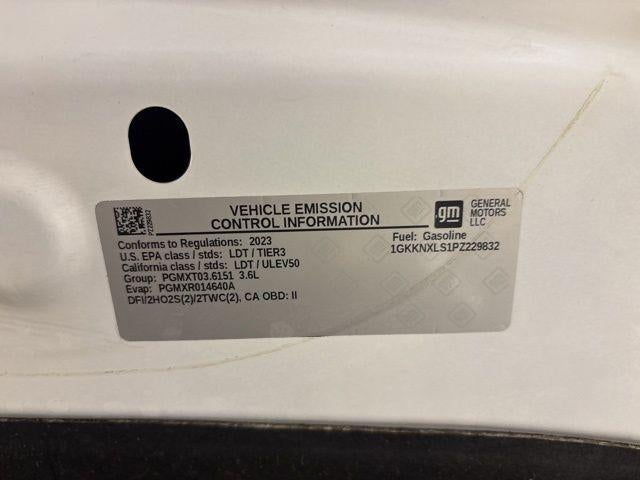 VEHICLE EMISSION
CONTROL INFORMATION
gm
GENERAL
MOTORS
LLC
PZ229832
Conforms to Regulations: 2023
U.S. EPA class / stds: LDT / TIER3
California class / stds: LDT / ULEV50
Group: PGMXT03.6151 3.6L
Evap: PGMXR014640A
DFI/2HO2S(2)/2TWC(2), CA OBD: II
Fuel: Gasoline
1GKKNXLS1PZ229832